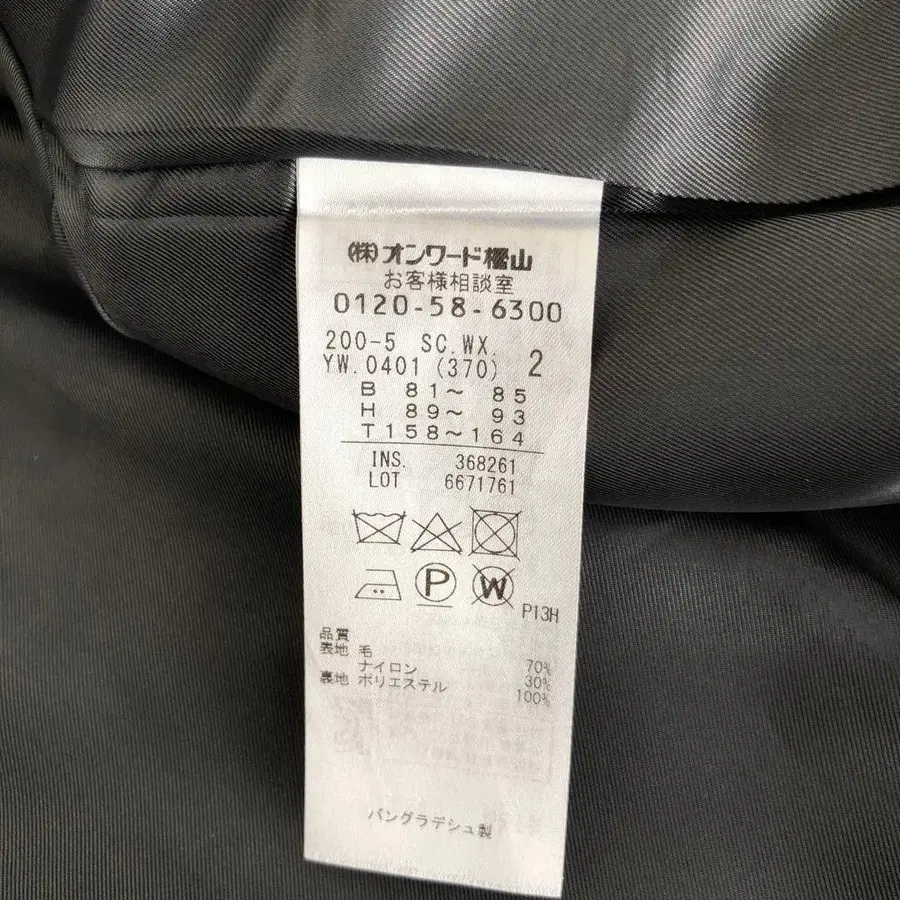 (株)オンワード樫山
お客様相談室
0120-58-6300
200-5 SC.WX. 2
YW.0401 (370)
B 81~ 85
H 89~ 93
T158~164
INS. 368261
LOT 6671761
P W
P13H
品質
表地 毛 70%
ナイロン 30%
裏地 ポリエステル 100%
バングラデシュ製